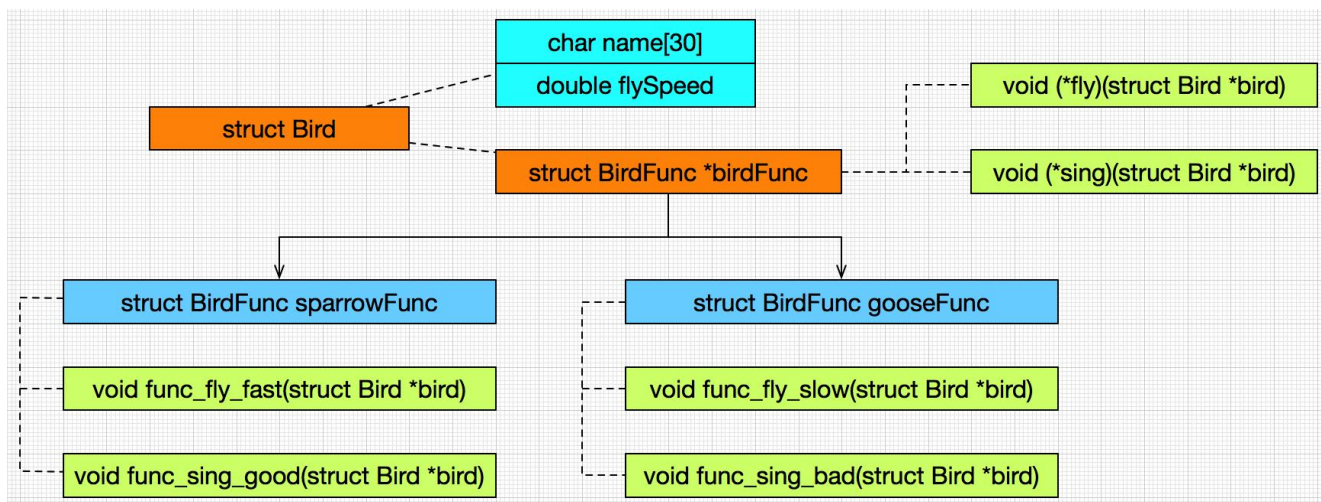 char name[30]
double flySpeed
void (*fly)(struct Bird *bird)
struct Bird
struct BirdFunc *birdFunc
void (*sing)(struct Bird *bird)
struct BirdFunc sparrowFunc
struct BirdFunc gooseFunc
void func_fly_fast(struct Bird *bird)
void func_fly_slow(struct Bird *bird)
void func_sing_good(struct Bird *bird)
void func_sing_bad(struct Bird *bird)